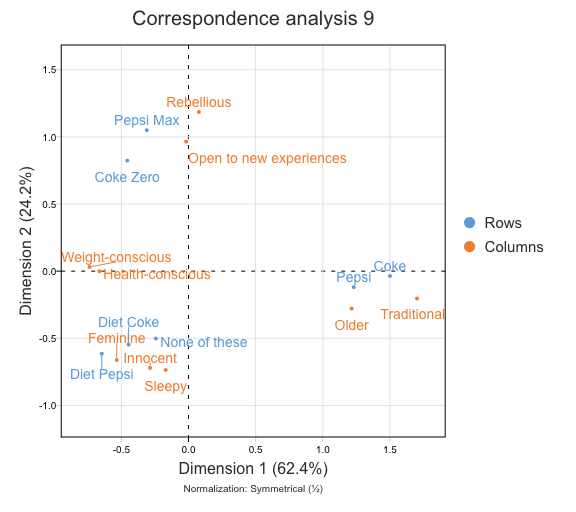 Correspondence analysis 9
1.5
Rebellious
Pepsi Max
1.0
Open to new experiences
Coke Zero
0.5
Rows
Columns
Weight-conscious
Coke
0.0
Health-conscious
Pepsi
Traditional
Diet Coke
Older
-0.5
Feminine
None of these
Innocent
Diet Pepsi
Sleepy
-1.0
Dimension 2 (24.2%)
-0.5
0.0
0.5
1.0
1.5
Dimension 1 (62.4%)
Normalization: Symmetrical (½)